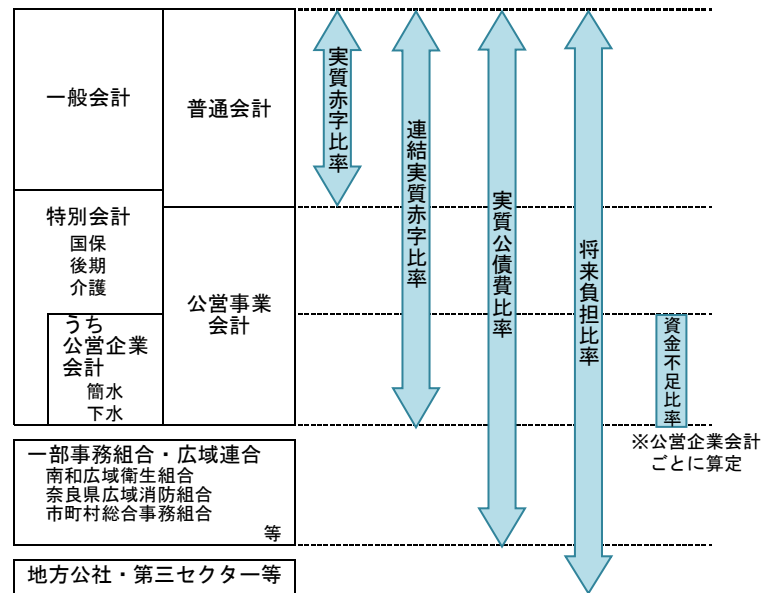 一般会計
普通会計
特別会計
国保
後期
介護
うち
公営企業
会計
簡水
下水
公営事業
会計
一部事務組合・広域連合
南和広域衛生組合
奈良県広域消防組合
市町村総合事務組合
等
地方公社・第三セクター等
実質赤字比率
連結実質赤字比率
実質公債費比率
将来負担比率
資金不足比率
※公営企業会計
ごとに算定